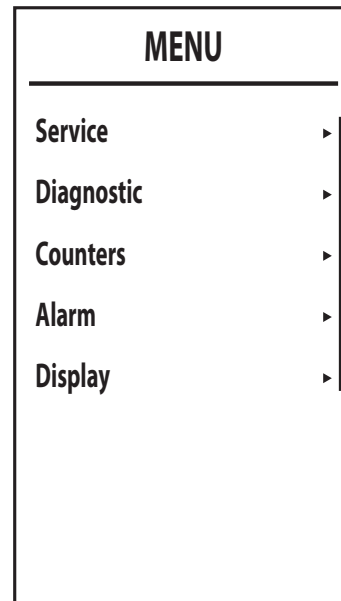 MENU
Service
Diagnostic
Counters
Alarm
Display